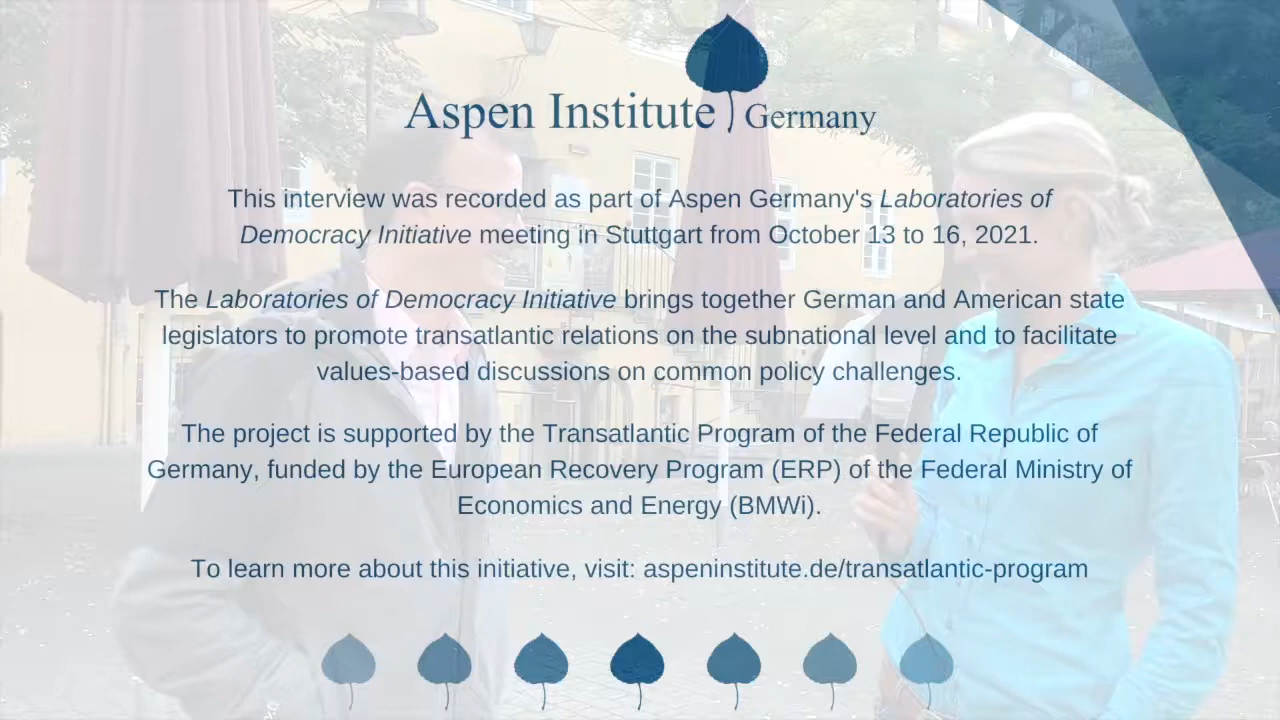 Aspen Institute Germany
This interview was recorded as part of Aspen Germany's Laboratories of
Democracy Initiative meeting in Stuttgart from October 13 to 16, 2021.
The Laboratories of Democracy Initiative brings together German and American state
legislators to promote transatlantic relations on the subnational level and to facilitate
values-based discussions on common policy challenges.
The project is supported by the Transatlantic Program of the Federal Republic of
Germany, funded by the European Recovery Program (ERP) of the Federal Ministry of
Economics and Energy (BMWi).
To learn more about this initiative, visit: aspeninstitute.de/transatlantic-program